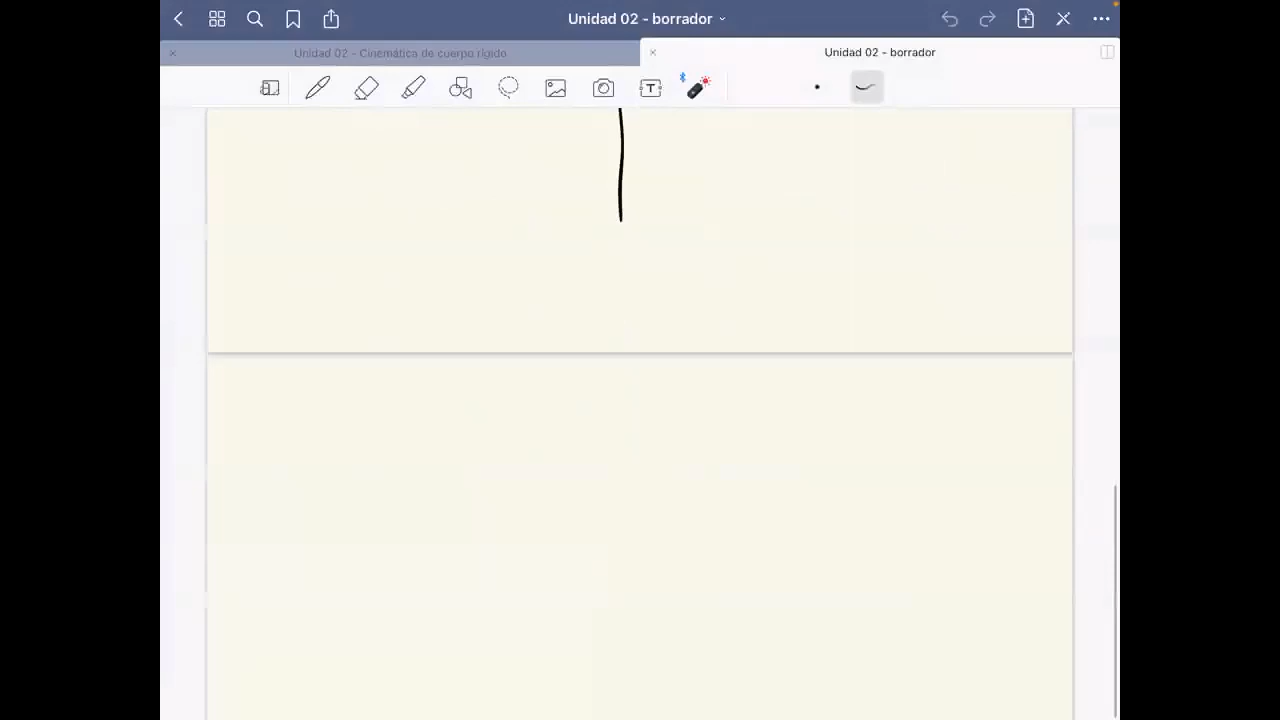 Unidad 02 - borrador
Unidad 02 - Cinemática de cuerpo rígido
Unidad 02 - borrador
T